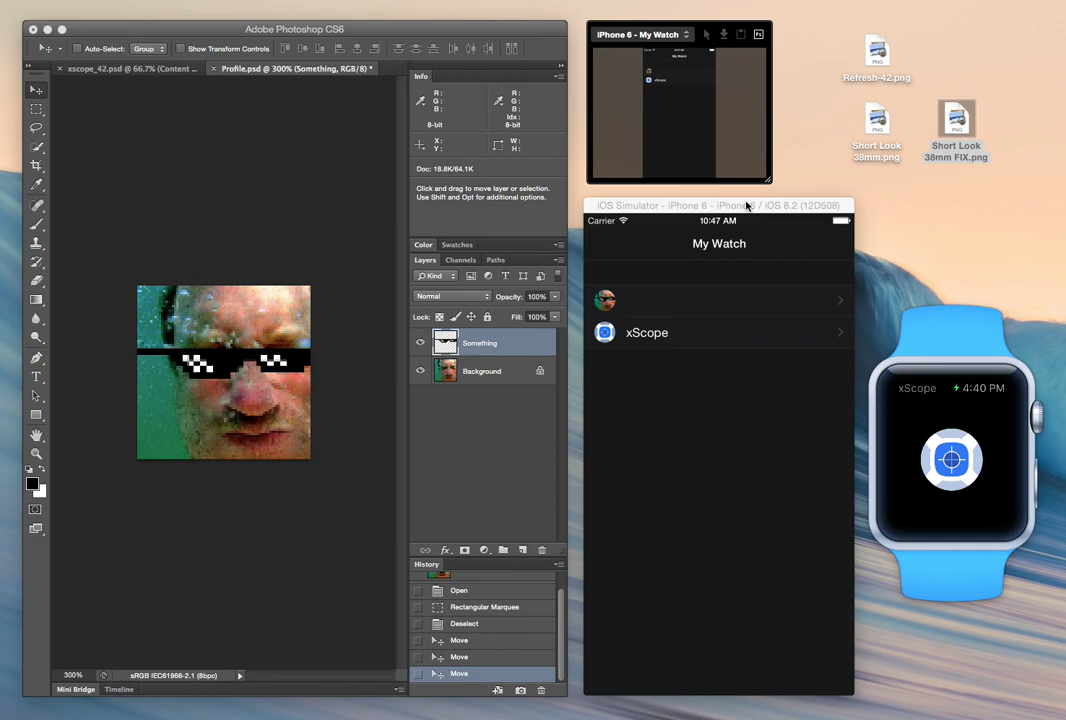 Adobe Photoshop CS6
Auto-Select:
Group
Show Transform Controls
xscope_42.psd @ 66.7% (Content ...
Profile.psd @ 300% (Something, RGB/8) *
Info
R:
G:
B:
8-bit
R:
G:
B:
Idx:
8-bit
X:
Y:
W:
H:
Doc: 18.8K/64.1K
Click and drag to move layer or selection.
Use Shift and Opt for additional options.
Color
Swatches
Layers
Channels
Paths
Kind
Normal
Opacity:
100%
Lock:
Fill:
100%
Something
Background
History
Open
Rectangular Marquee
Deselect
Move
Move
Move
300%
sRGB IEC61966-2.1 (8bpc)
Mini Bridge
Timeline
iPhone 6 - My Watch
Ps
My Watch
xScope
iOS Simulator - iPhone 6 - iPhone 6 / iOS 8.2 (12D508)
Carrier
10:47 AM
My Watch
xScope
PNG
Refresh-42.png
PNG
Short Look
38mm.png
PNG
Short Look
38mm FIX.png
xScope
4:40 PM